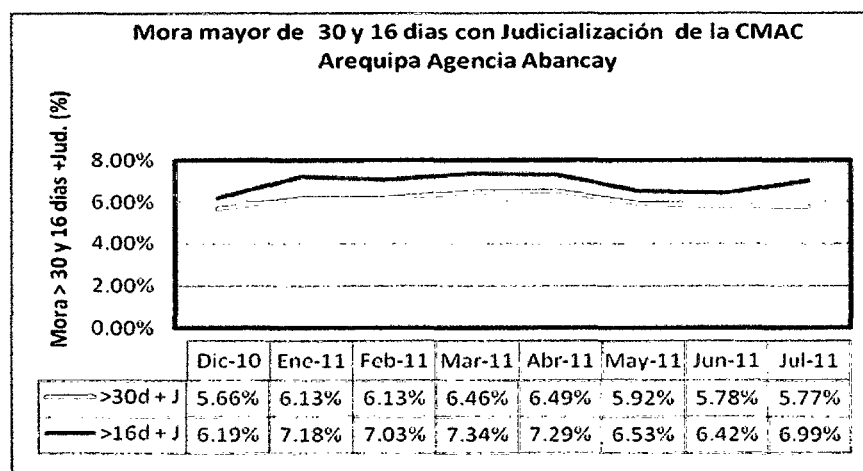 Mora mayor de 30 y 16 dias con Judicialización de la CMAC
Arequipa Agencia Abancay
Mora > 30 y 16 dias +Jud. (%)
8.00%
6.00%
4.00%
2.00%
0.00%
Dic-10 Ene-11 Feb-11 Mar-11 Abr-11 May-11 Jun-11 Jul-11
>30d + J 5.66% 6.13% 6.13% 6.46% 6.49% 5.92% 5.78% 5.77%
>16d + J 6.19% 7.18% 7.03% 7.34% 7.29% 6.53% 6.42% 6.99%